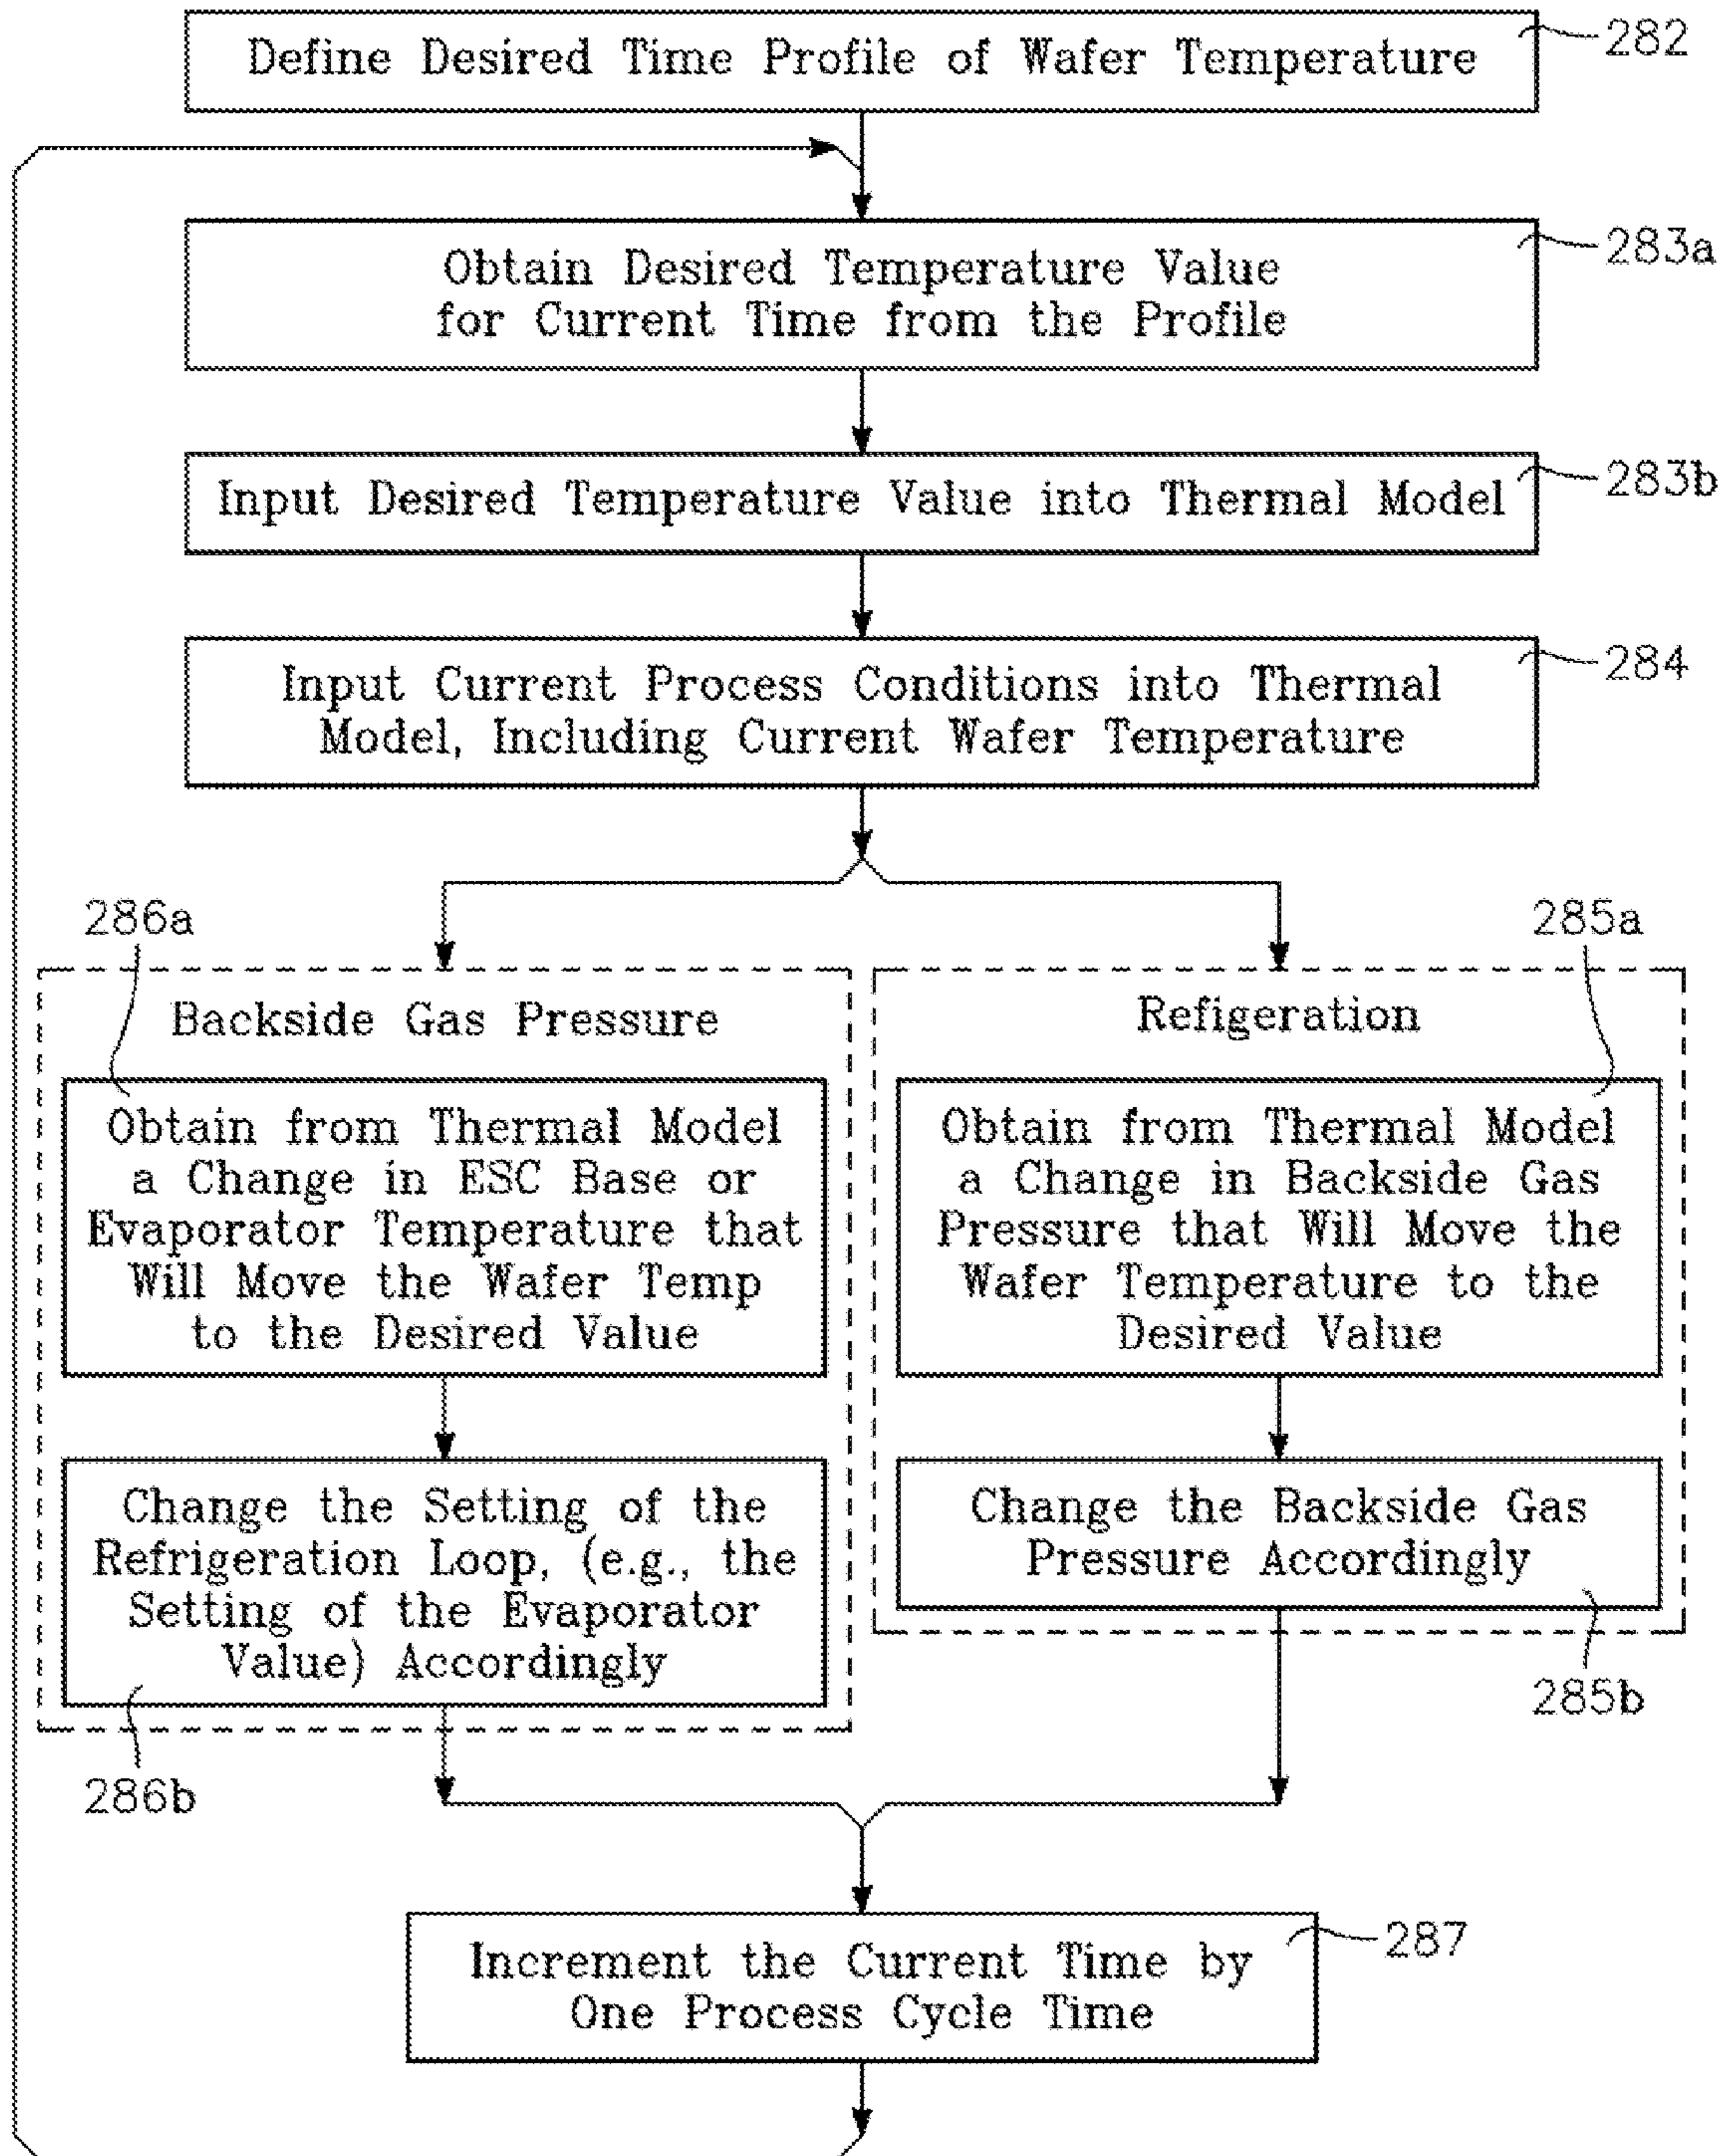 Define Desired Time Profile of Wafer Temperature
282
Obtain Desired Temperature Value
for Current Time from the Profile
283a
Input Desired Temperature Value into Thermal Model
283b
Input Current Process Conditions into Thermal
Model, Including Current Wafer Temperature
284
286a
Backside Gas Pressure
Obtain from Thermal Model
a Change in ESC Base or
Evaporator Temperature that
Will Move the Wafer Temp
to the Desired Value
Change the Setting of the
Refrigeration Loop, (e.g., the
Setting of the Evaporator
Value) Accordingly
286b
285a
Refigeration
Obtain from Thermal Model
a Change in Backside Gas
Pressure that Will Move the
Wafer Temperature to the
Desired Value
Change the Backside Gas
Pressure Accordingly
285b
Increment the Current Time by
One Process Cycle Time
287